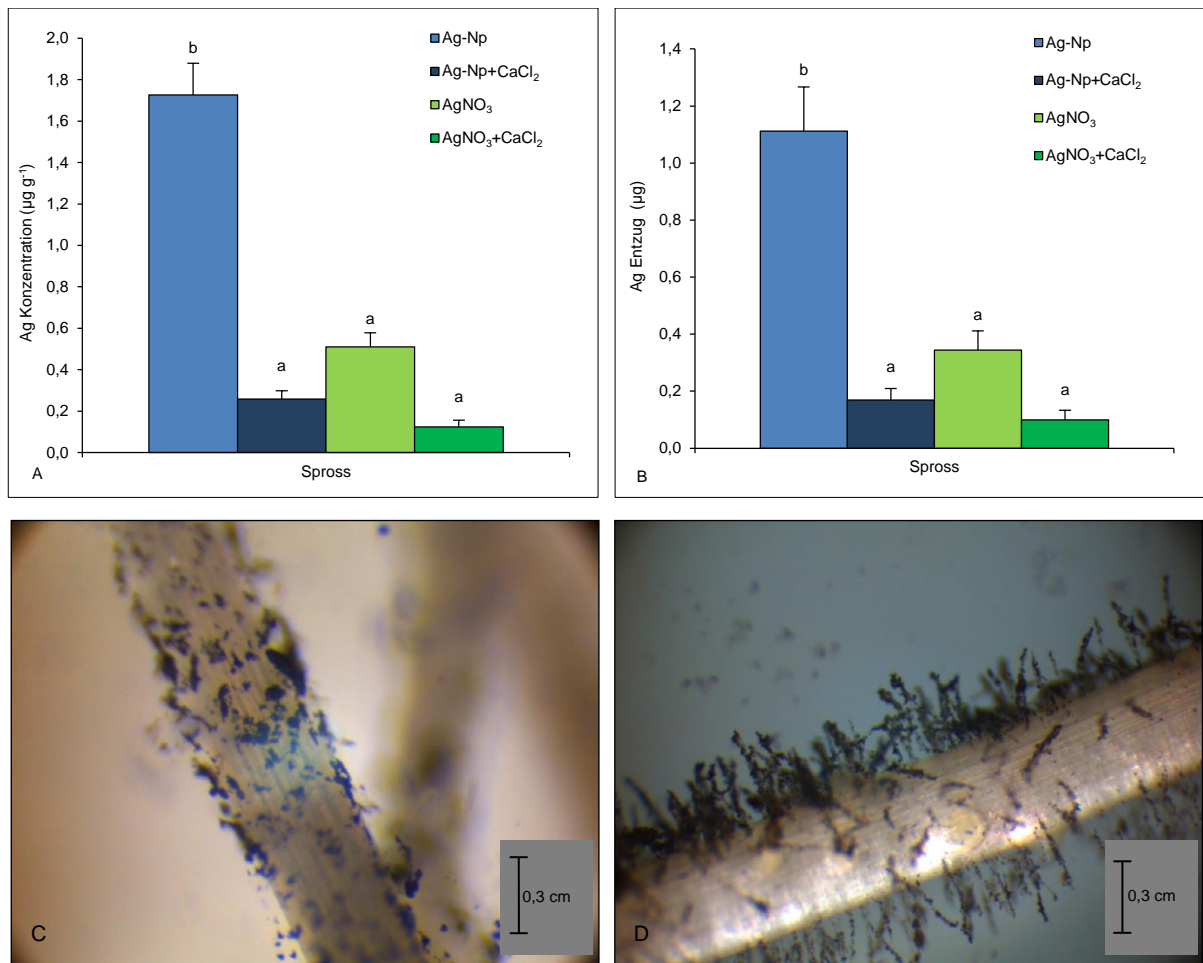 Ag Konzentration (µg g⁻¹)
2,0
1,8
1,6
1,4
1,2
1,0
0,8
0,6
0,4
0,2
0,0
b
a
a
a
Ag-Np
Ag-Np+CaCl₂
AgNO₃
AgNO₃+CaCl₂
Spross
A
Ag Entzug (µg)
1,4
1,2
1,0
0,8
0,6
0,4
0,2
0,0
b
a
a
a
Ag-Np
Ag-Np+CaCl₂
AgNO₃
AgNO₃+CaCl₂
Spross
B
C
0,3 cm
D
0,3 cm